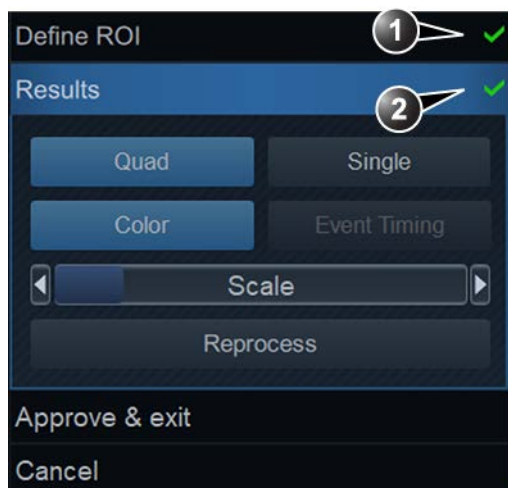 Define ROI 1
Results 2
Quad Single
Color Event Timing
Scale
Reprocess
Approve & exit
Cancel